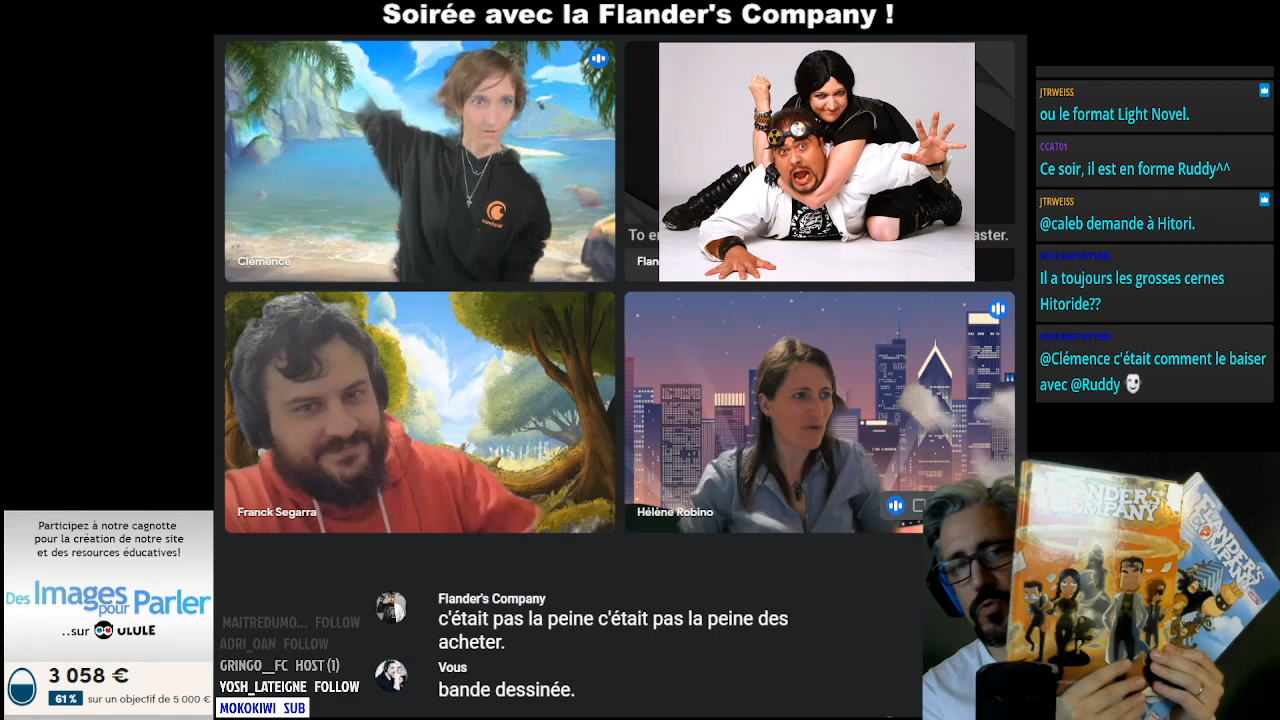 Soirée avec la Flander's Company !
Clémence
To en
aster.
Flan
Franck Segarra
Hélène Robino
JTRWEISS
ou le format Light Novel.
CCAT01
Ce soir, il est en forme Ruddy^^
JTRWEISS
@caleb demande à Hitori.
Il a toujours les grosses cernes
Hitoride??
@Clémence c'était comment le baiser
avec @Ruddy
FLANDER'S
COMPANY
FLANDER'S
COMPANY
Participez à notre cagnotte
pour la création de notre site
et des resources éducatives!
Des Images pour Parler
..sur ULULE
3 058 €
61 % sur un objectif de 5 000 €
MAITREDUMO... FOLLOW
ADRI_OAN FOLLOW
GRINGO__FC HOST (1)
YOSH_LATEIGNE FOLLOW
MOKOKIWI SUB
Flander's Company
c'était pas la peine c'était pas la peine des
acheter.
Vous
bande dessinée.